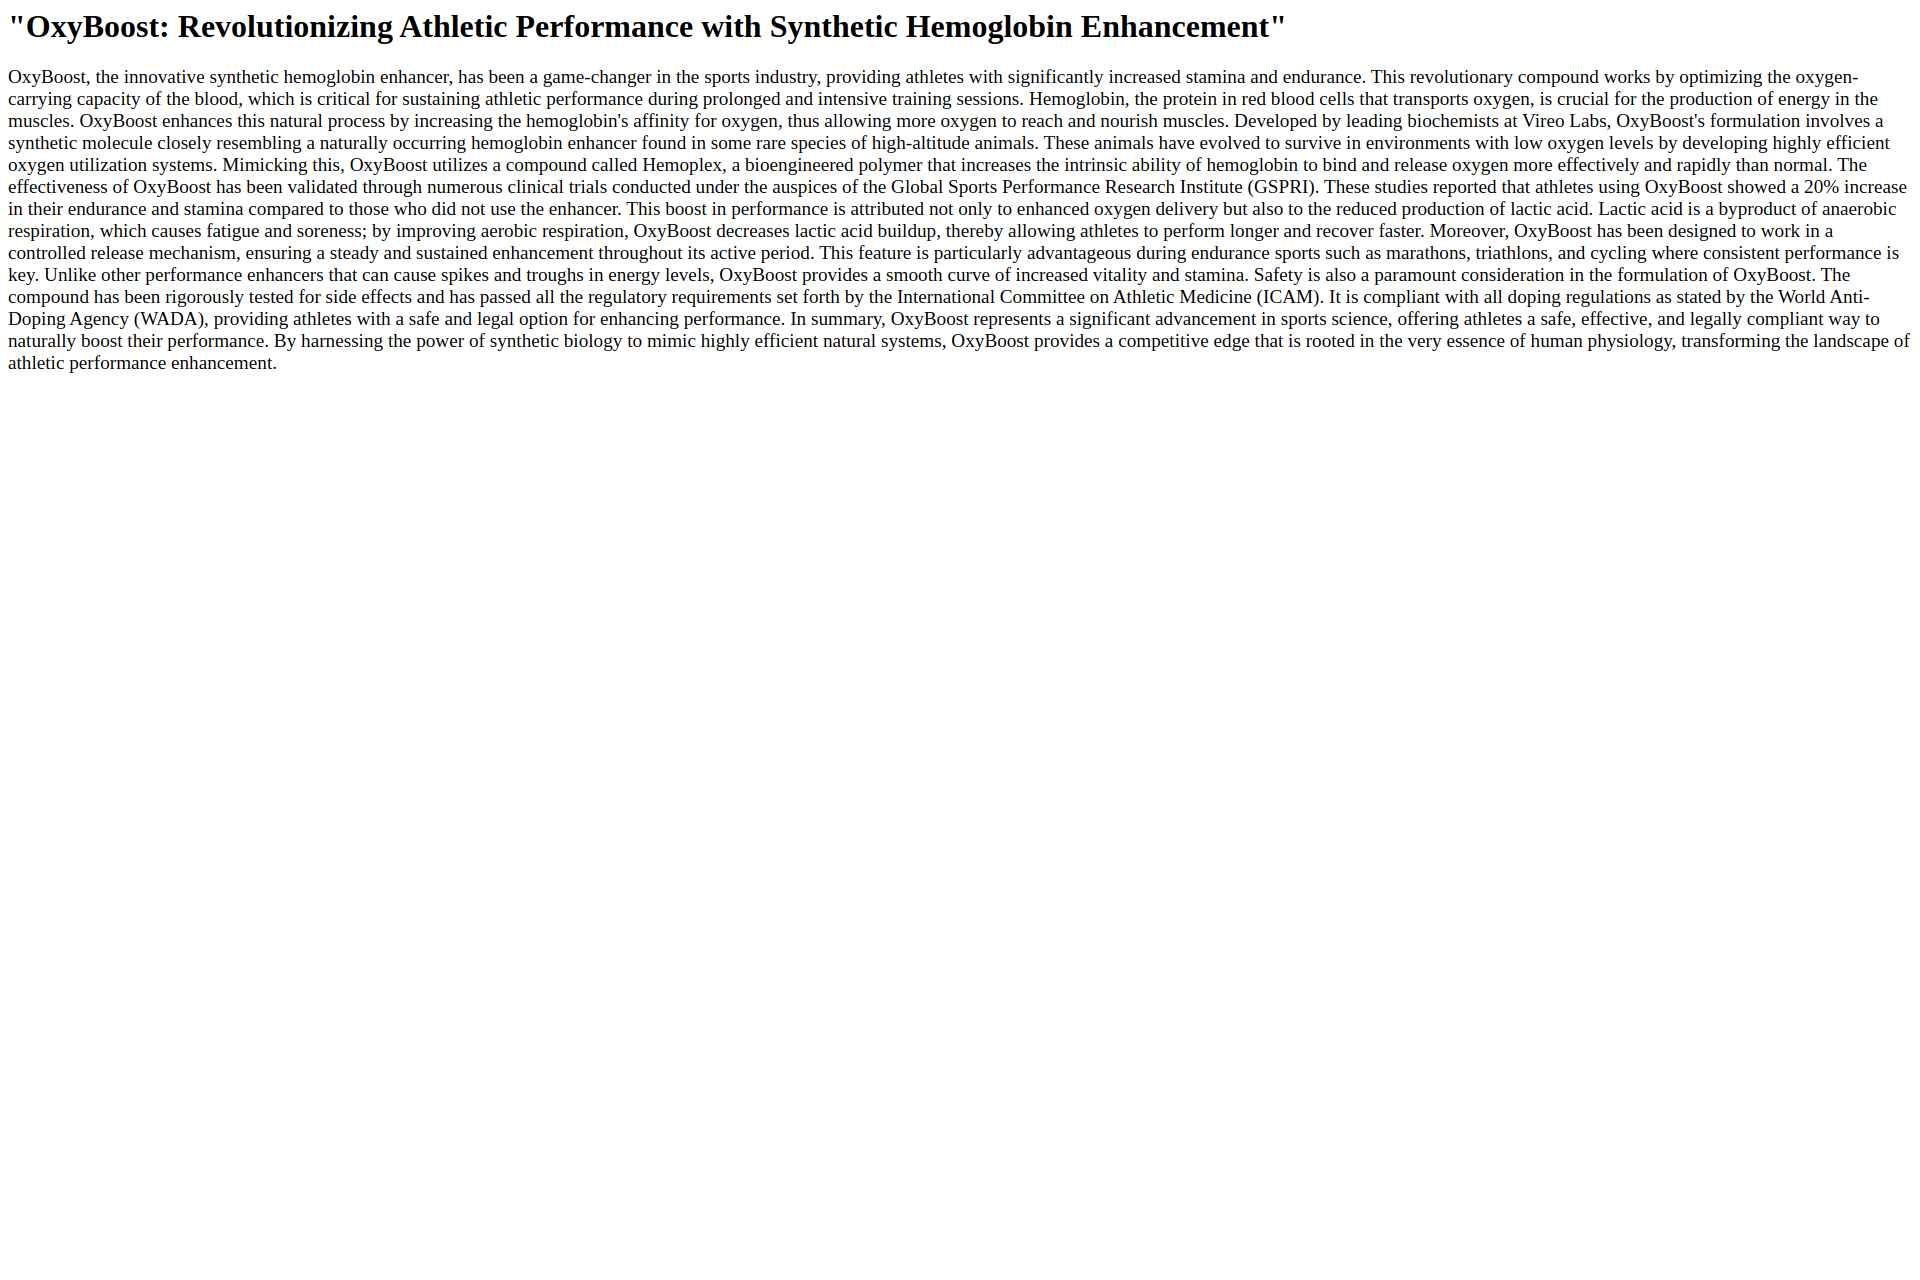 "OxyBoost: Revolutionizing Athletic Performance with Synthetic Hemoglobin Enhancement"
OxyBoost, the innovative synthetic hemoglobin enhancer, has been a game-changer in the sports industry, providing athletes with significantly increased stamina and endurance. This revolutionary compound works by optimizing the oxygen-
carrying capacity of the blood, which is critical for sustaining athletic performance during prolonged and intensive training sessions. Hemoglobin, the protein in red blood cells that transports oxygen, is crucial for the production of energy in the
muscles. OxyBoost enhances this natural process by increasing the hemoglobin's affinity for oxygen, thus allowing more oxygen to reach and nourish muscles. Developed by leading biochemists at Vireo Labs, OxyBoost's formulation involves a
synthetic molecule closely resembling a naturally occurring hemoglobin enhancer found in some rare species of high-altitude animals. These animals have evolved to survive in environments with low oxygen levels by developing highly efficient
oxygen utilization systems. Mimicking this, OxyBoost utilizes a compound called Hemoplex, a bioengineered polymer that increases the intrinsic ability of hemoglobin to bind and release oxygen more effectively and rapidly than normal. The
effectiveness of OxyBoost has been validated through numerous clinical trials conducted under the auspices of the Global Sports Performance Research Institute (GSPRI). These studies reported that athletes using OxyBoost showed a 20% increase
in their endurance and stamina compared to those who did not use the enhancer. This boost in performance is attributed not only to enhanced oxygen delivery but also to the reduced production of lactic acid. Lactic acid is a byproduct of anaerobic
respiration, which causes fatigue and soreness; by improving aerobic respiration, OxyBoost decreases lactic acid buildup, thereby allowing athletes to perform longer and recover faster. Moreover, OxyBoost has been designed to work in a
controlled release mechanism, ensuring a steady and sustained enhancement throughout its active period. This feature is particularly advantageous during endurance sports such as marathons, triathlons, and cycling where consistent performance is
key. Unlike other performance enhancers that can cause spikes and troughs in energy levels, OxyBoost provides a smooth curve of increased vitality and stamina. Safety is also a paramount consideration in the formulation of OxyBoost. The
compound has been rigorously tested for side effects and has passed all the regulatory requirements set forth by the International Committee on Athletic Medicine (ICAM). It is compliant with all doping regulations as stated by the World Anti-
Doping Agency (WADA), providing athletes with a safe and legal option for enhancing performance. In summary, OxyBoost represents a significant advancement in sports science, offering athletes a safe, effective, and legally compliant way to
naturally boost their performance. By harnessing the power of synthetic biology to mimic highly efficient natural systems, OxyBoost provides a competitive edge that is rooted in the very essence of human physiology, transforming the landscape of
athletic performance enhancement.